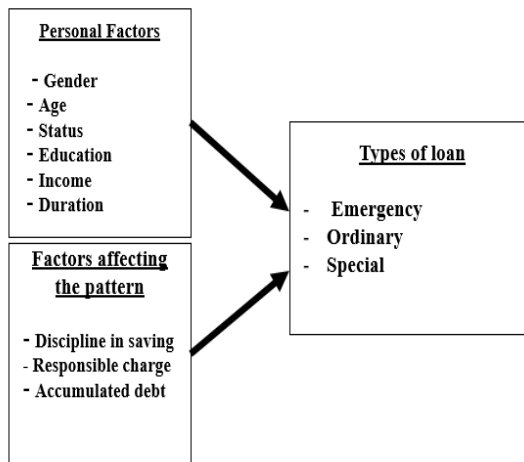 Personal Factors
- Gender
- Age
- Status
- Education
- Income
- Duration
Factors affecting
the pattern
- Discipline in saving
- Responsible charge
- Accumulated debt
Types of loan
- Emergency
- Ordinary
- Special